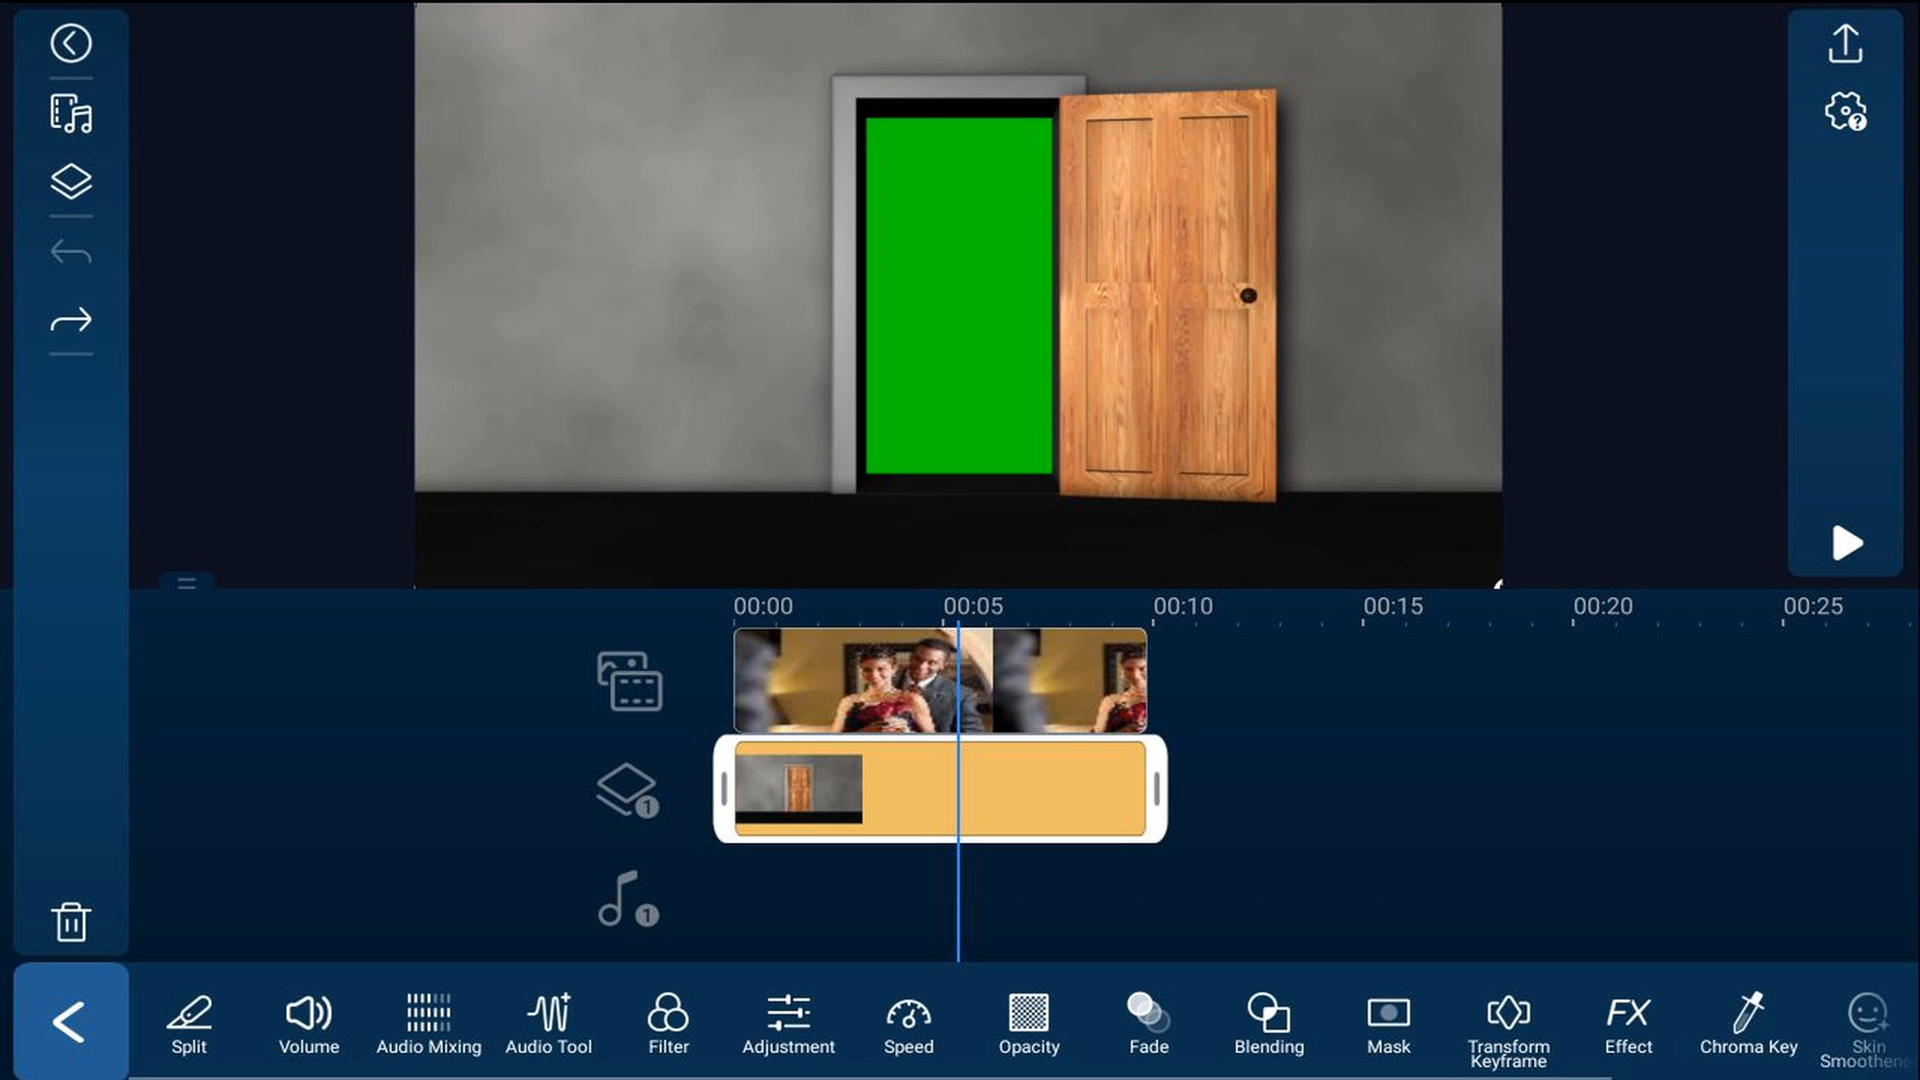 ?
00:00 00:05 00:10 00:15 00:20 00:25
1
1
Split Volume Audio Mixing Audio Tool Filter Adjustment Speed Opacity Fade Blending Mask Transform FX Effect Chroma Key Skin
Keyframe Smoothene